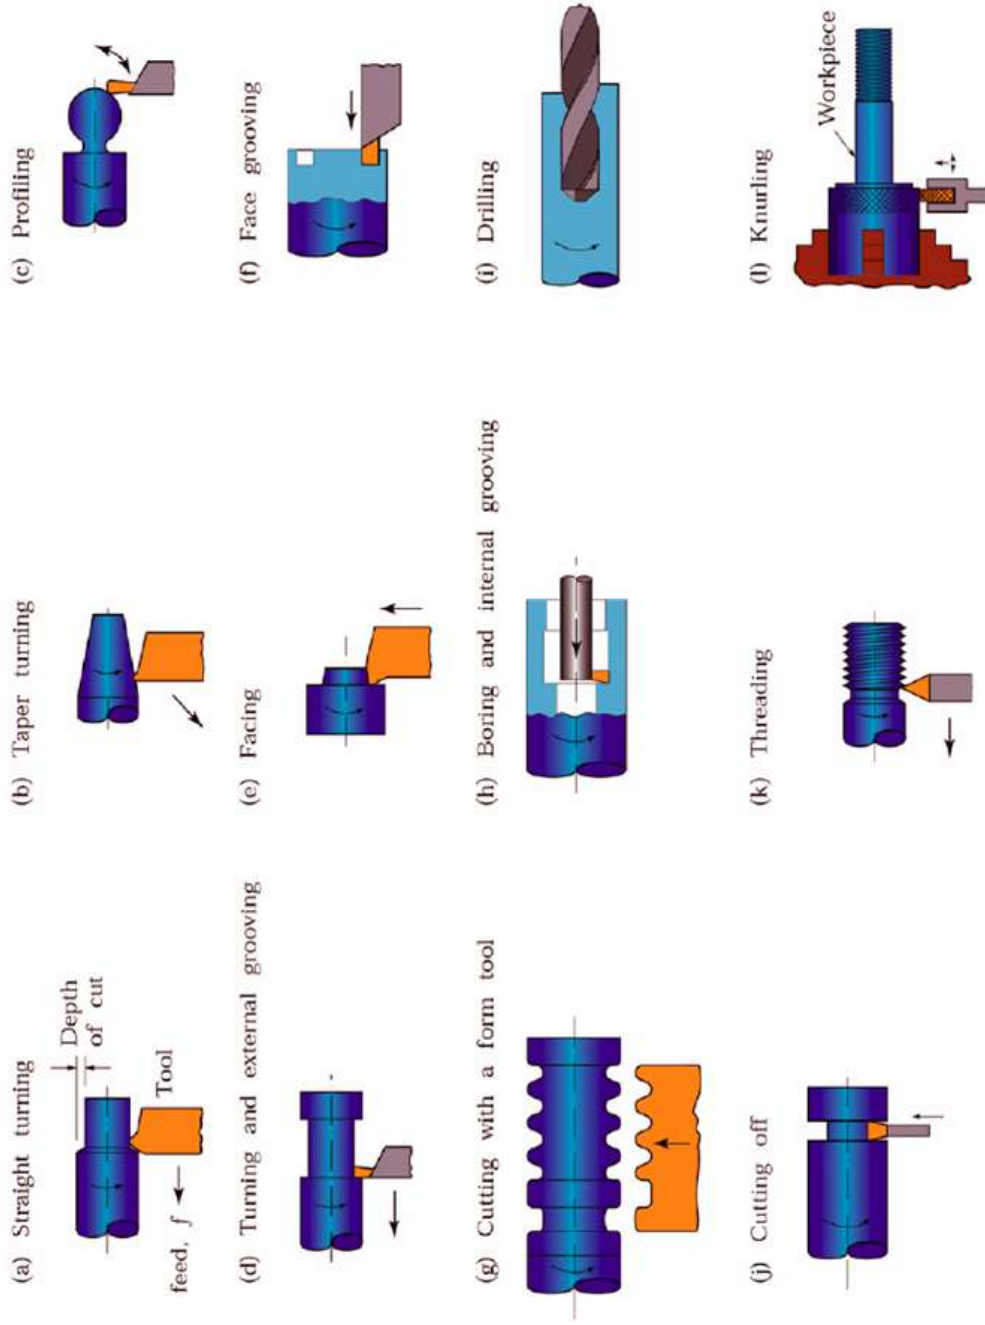 (a) Straight turning
Depth
of cut
Tool
feed, f
(b) Taper turning
(c) Profiling
(d) Turning and external grooving
(e) Facing
(f) Face grooving
(g) Cutting with a form tool
(h) Boring and internal grooving
(i) Drilling
(j) Cutting off
(k) Threading
(l) Knurling
Workpiece